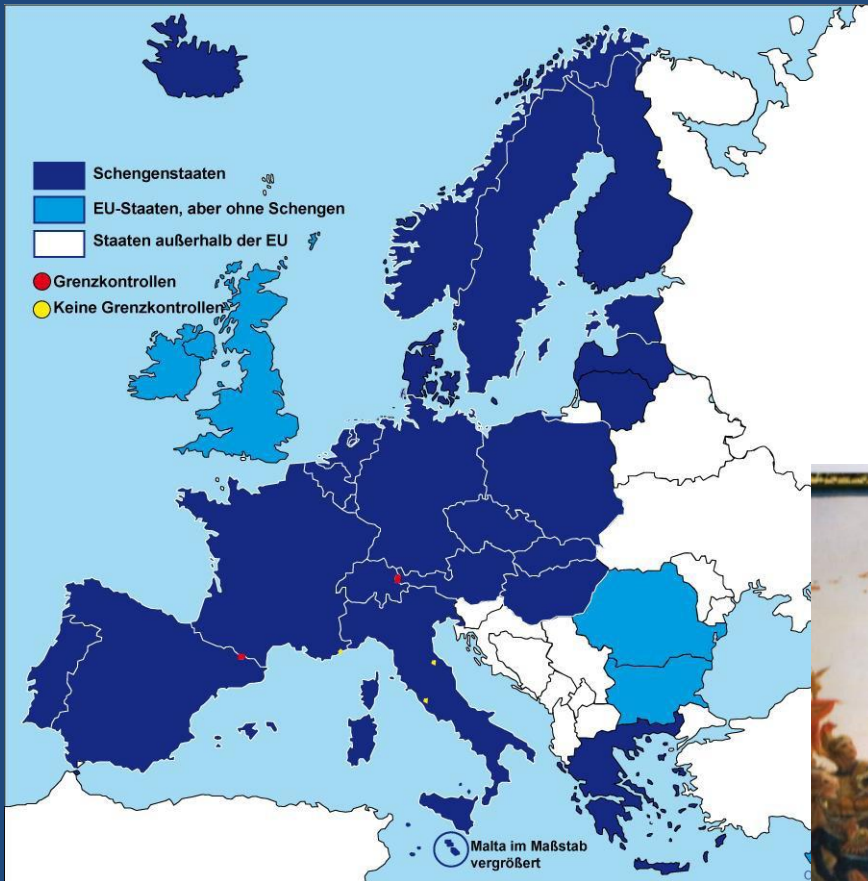 Schengenstaaten
EU-Staaten, aber ohne Schengen
Staaten außerhalb der EU
Grenzkontrollen
Keine Grenzkontrollen
Malta im Maßstab
vergrößert